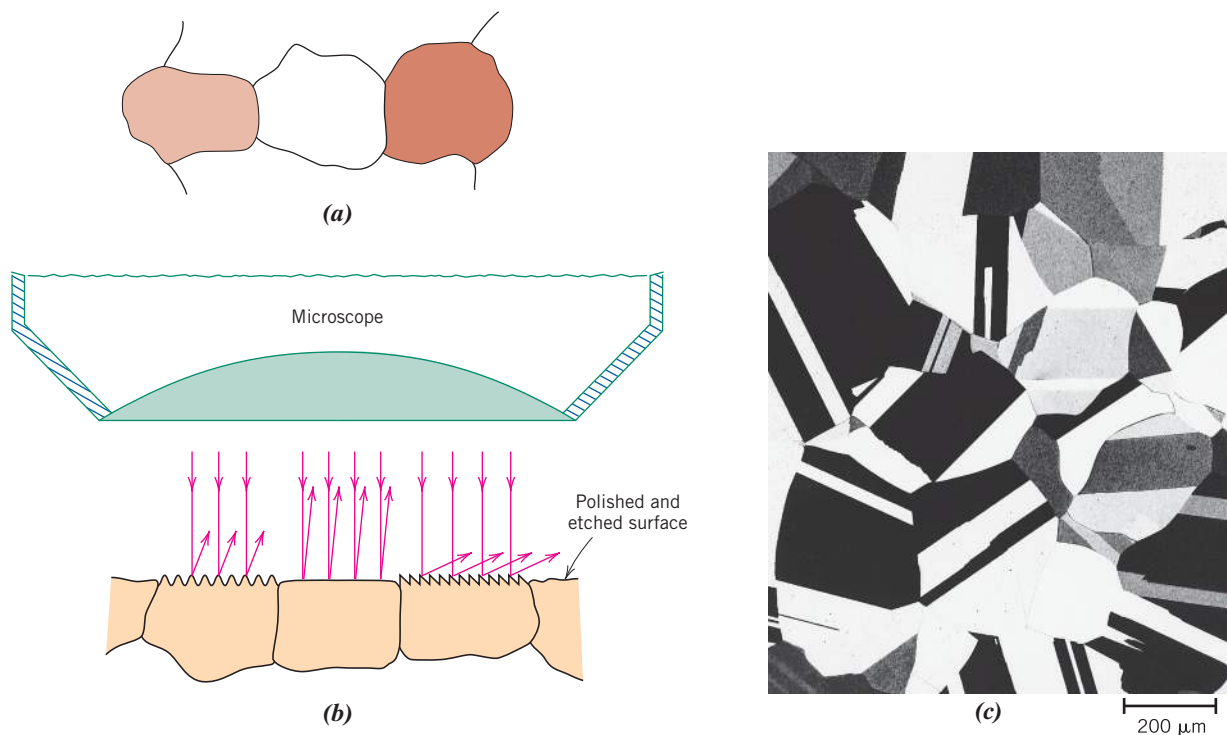 (a)
Microscope
Polished and
etched surface
(b)
(c)
200 μm